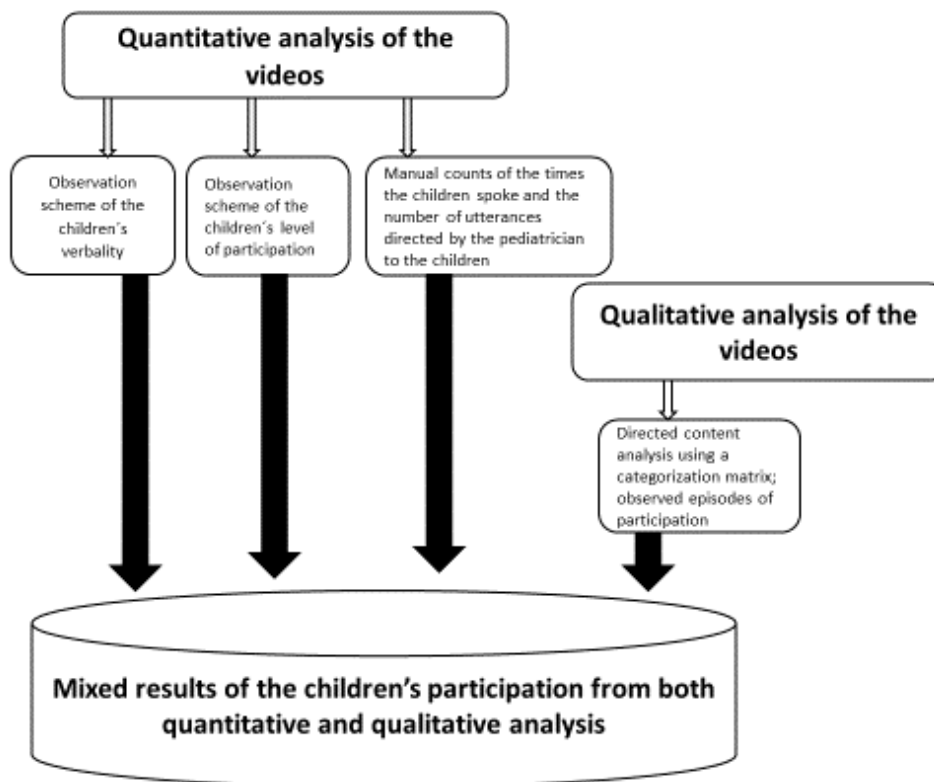 Quantitative analysis of the
videos
Observation
scheme of the
children´s
verbality
Observation
scheme of the
children´s level
of participation
Manual counts of the times
the children spoke and the
number of utterances
directed by the pediatrician
to the children
Qualitative analysis of the
videos
Directed content
analysis using a
categorization matrix;
observed episodes of
participation
Mixed results of the children’s participation from both
quantitative and qualitative analysis